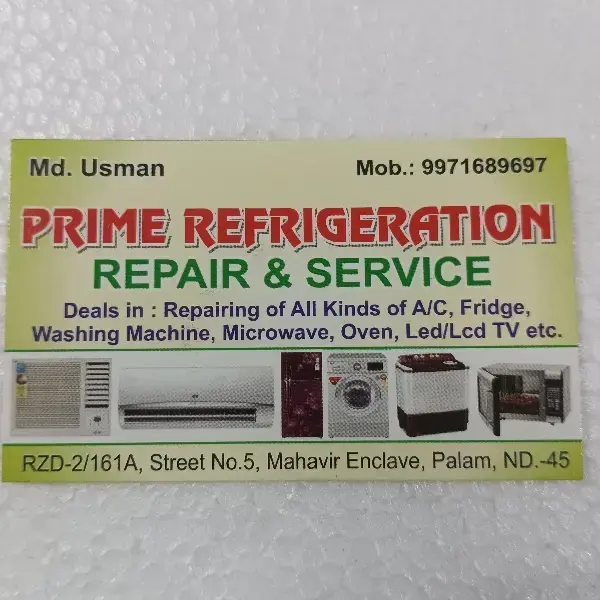 Md. Usman
Mob.: 9971689697
PRIME REFRIGERATION
REPAIR & SERVICE
Deals in : Repairing of All Kinds of A/C, Fridge,
Washing Machine, Microwave, Oven, Led/Lcd TV etc.
RZD-2/161A, Street No.5, Mahavir Enclave, Palam, ND.-45